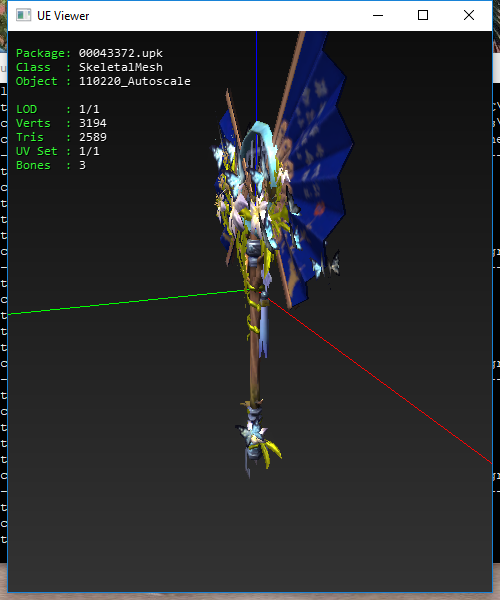 UE Viewer
Package: 00043372.upk
Class  : SkeletalMesh
Object : 110220_Autoscale
LOD    : 1/1
Verts  : 3194
Tris   : 2589
UV Set : 1/1
Bones  : 3